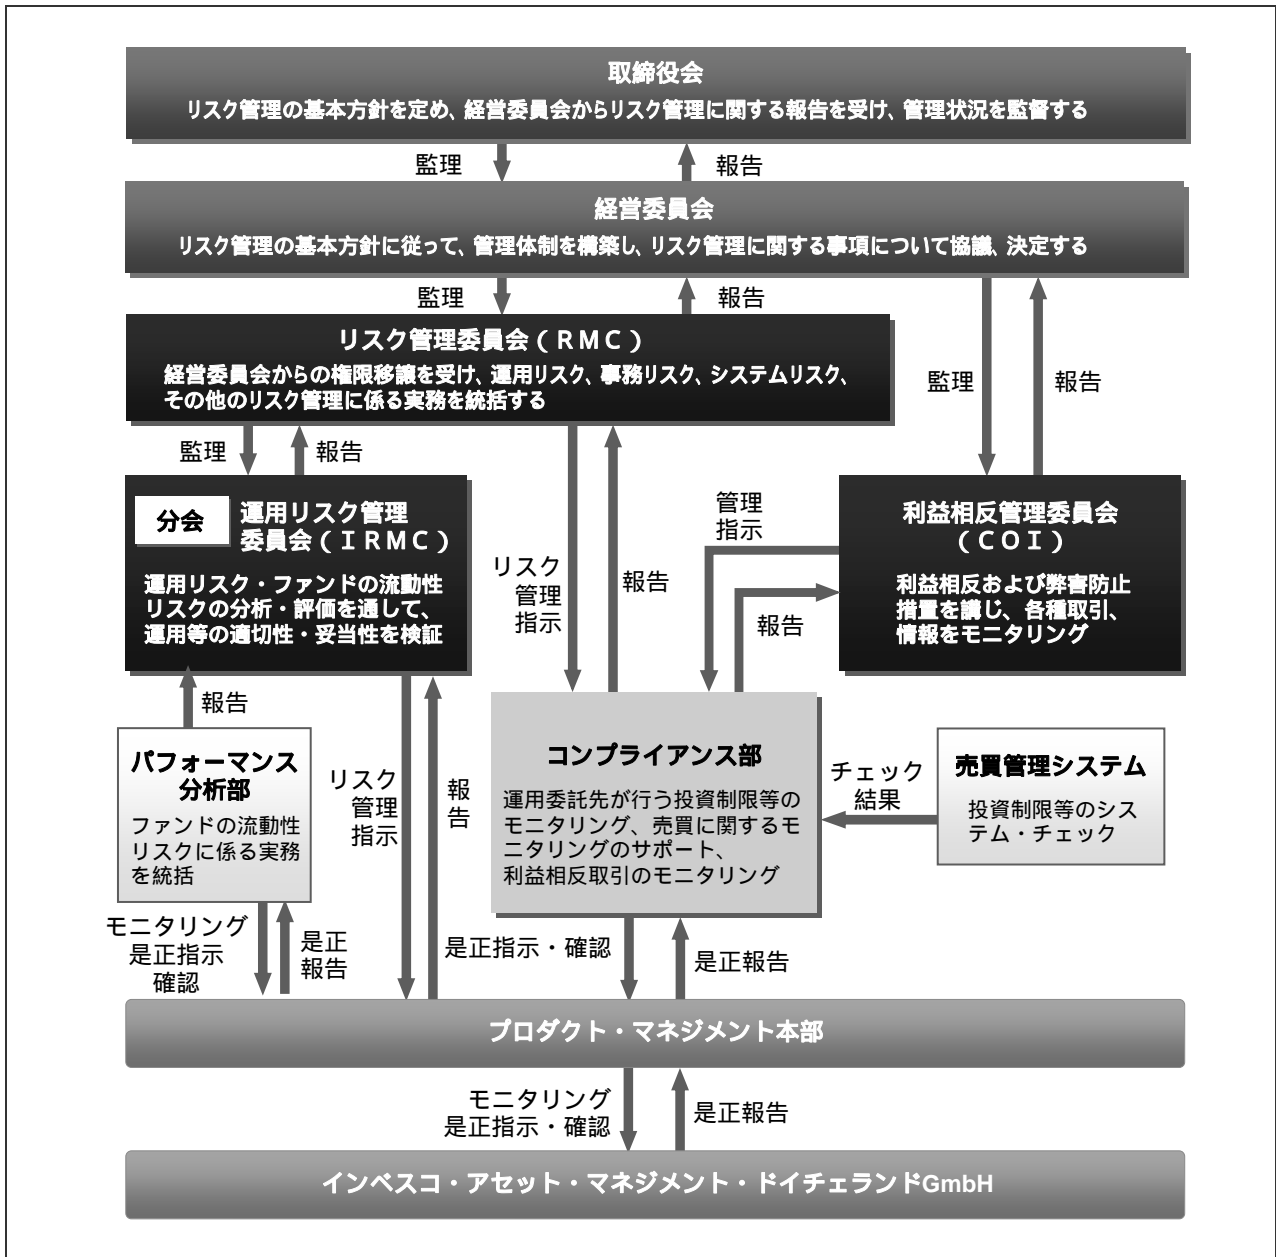 取締役会
リスク管理の基本方針を定め、経営委員会からリスク管理に関する報告を受け、管理状況を監督する
監理
報告
経営委員会
リスク管理の基本方針に従って、管理体制を構築し、リスク管理に関する事項について協議、決定する
監理
報告
リスク管理委員会(RMC)
経営委員会からの権限移譲を受け、運用リスク、事務リスク、システムリスク、
その他のリスク管理に係る実務を統括する
監理
報告
監理
報告
分会
運用リスク管理
委員会(IRMC)
運用リスク・ファンドの流動性
リスクの分析・評価を通して、
運用等の適切性・妥当性を検証
リスク
管理
指示
報告
管理
指示
報告
利益相反管理委員会
(COI)
利益相反および弊害防止
措置を講じ、各種取引、
情報をモニタリング
報告
パフォーマンス
分析部
ファンドの流動性
リスクに係る実務
を統括
リスク
管理
指示
報
告
コンプライアンス部
運用委託先が行う投資制限等の
モニタリング、売買に関するモ
ニタリングのサポート、
利益相反取引のモニタリング
チェック
結果
売買管理システム
投資制限等のシス
テム・チェック
モニタリング
是正指示
確認
是正
報告
是正指示・確認
是正報告
プロダクト・マネジメント本部
モニタリング
是正指示・確認
是正報告
インベスコ・アセット・マネジメント・ドイチェランドGmbH